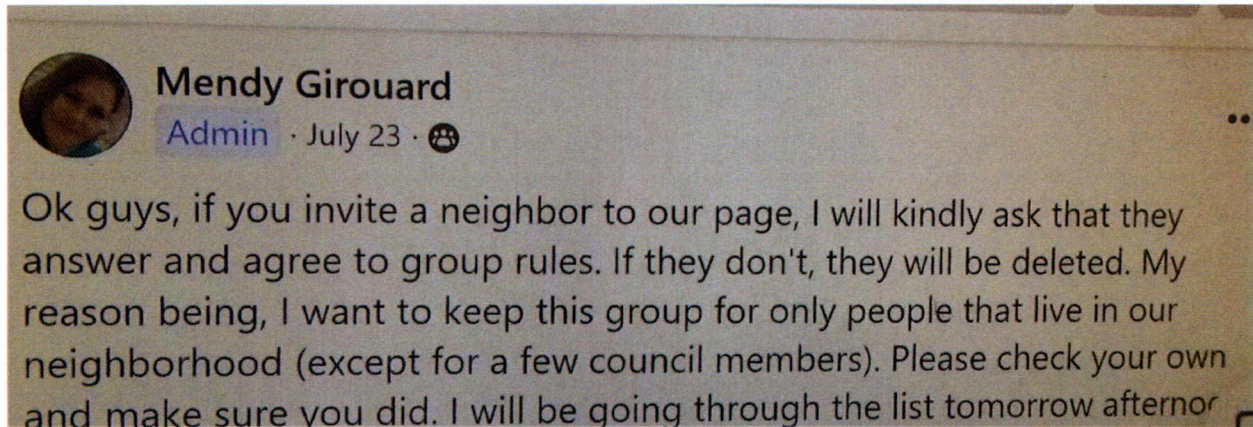 Mendy Girouard
Admin · July 23 ·
Ok guys, if you invite a neighbor to our page, I will kindly ask that they
answer and agree to group rules. If they don't, they will be deleted. My
reason being, I want to keep this group for only people that live in our
neighborhood (except for a few council members). Please check your own
and make sure you did. I will be going through the list tomorrow